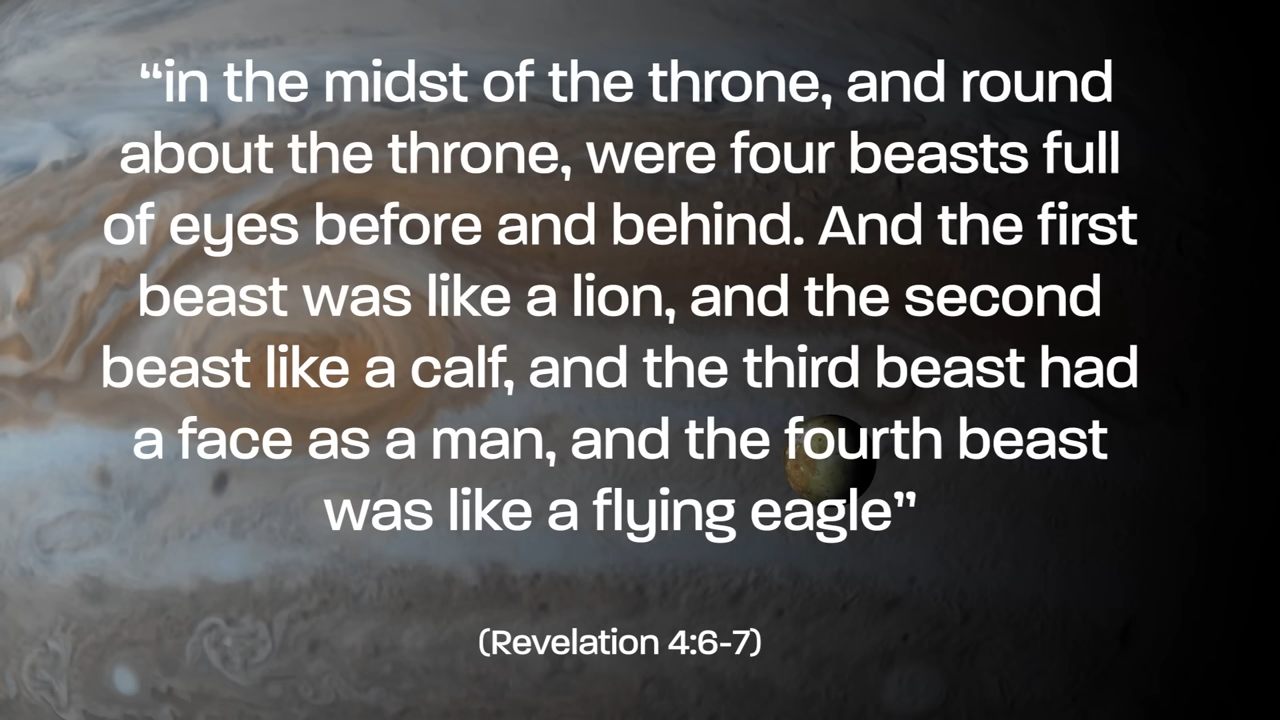 “in the midst of the throne, and round
about the throne, were four beasts full
of eyes before and behind. And the first
beast was like a lion, and the second
beast like a calf, and the third beast had
a face as a man, and the fourth beast
was like a flying eagle”
(Revelation 4:6-7)